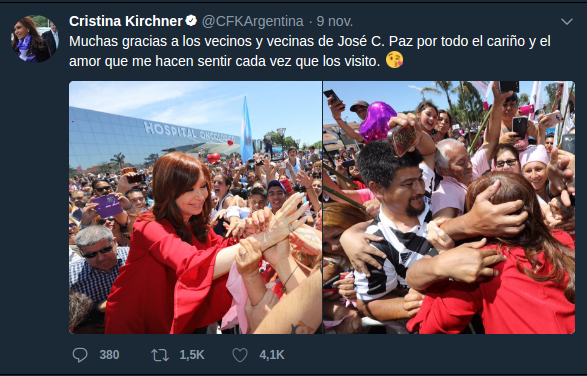 Cristina Kirchner @CFKArgentina · 9 nov.
Muchas gracias a los vecinos y vecinas de José C. Paz por todo el cariño y el
amor que me hacen sentir cada vez que los visito. 😘
HOSPITAL
380 1,5K 4,1K